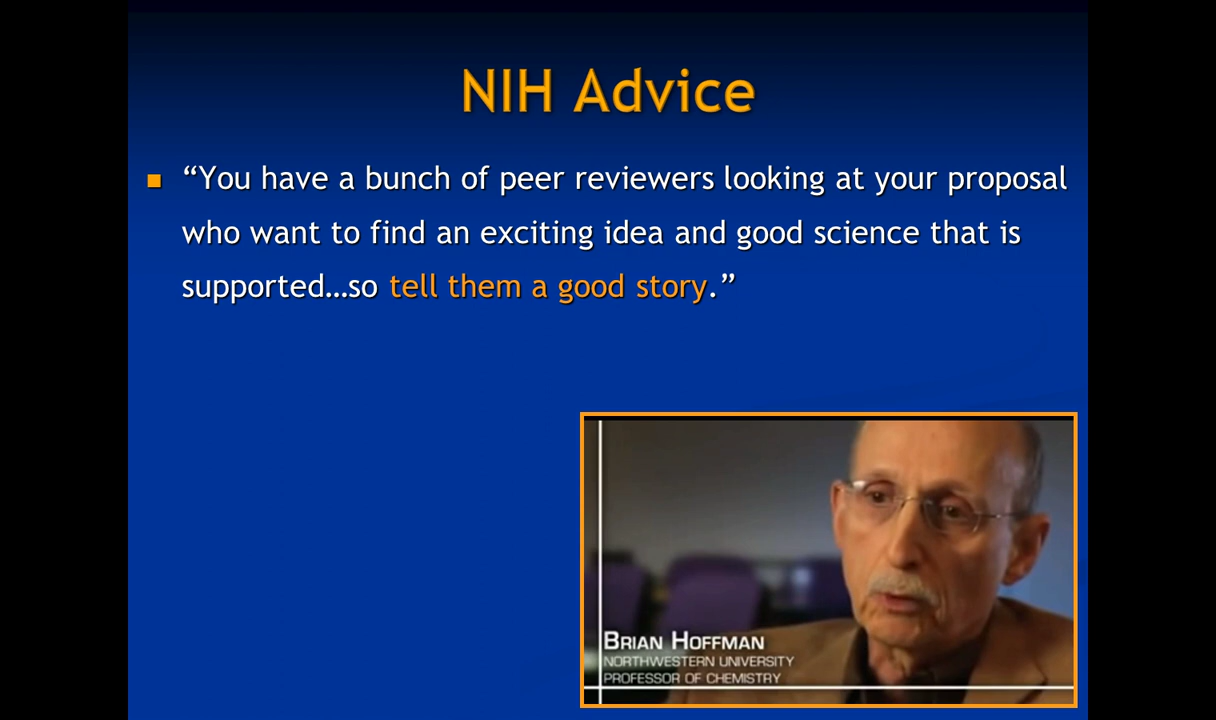 NIH Advice
“You have a bunch of peer reviewers looking at your proposal
who want to find an exciting idea and good science that is
supported…so tell them a good story.”
BRIAN HOFFMAN
NORTHWESTERN UNIVERSITY
PROFESSOR OF CHEMISTRY